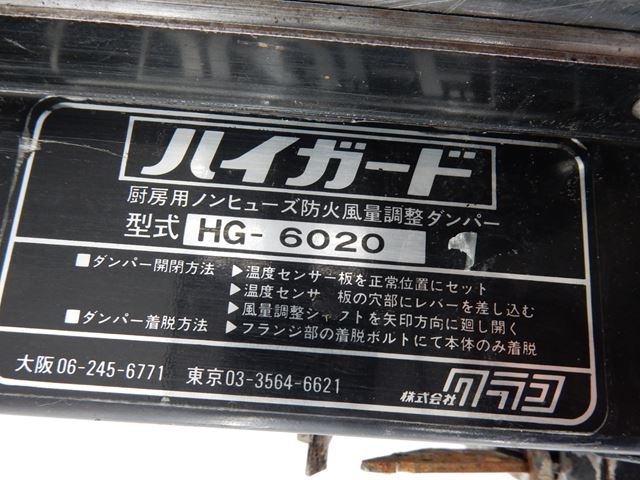 ハイガード
厨房用ノンヒューズ防火風量調整ダンパー
型式 HG-6020
■ダンパー開閉方法 ▶温度センサー板を正常位置にセット
▶温度センサ 板の穴部にレバーを差し込む
▶風量調整シャフトを矢印方向に廻し開く
■ダンパー着脱方法 ▶フランジ部の着脱ボルトにて本体のみ着脱
大阪06-245-6771 東京03-3564-6621 株式会社クラコ